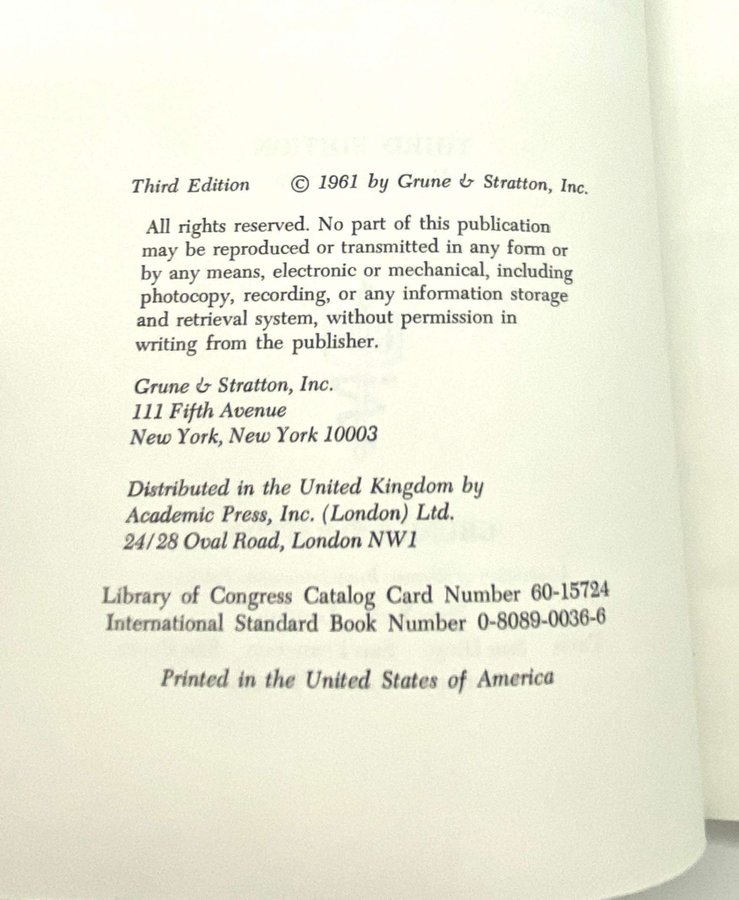 Third Edition © 1961 by Grune & Stratton, Inc.
All rights reserved. No part of this publication
may be reproduced or transmitted in any form or
by any means, electronic or mechanical, including
photocopy, recording, or any information storage
and retrieval system, without permission in
writing from the publisher.
Grune & Stratton, Inc.
111 Fifth Avenue
New York, New York 10003
Distributed in the United Kingdom by
Academic Press, Inc. (London) Ltd.
24/28 Oval Road, London NW1
Library of Congress Catalog Card Number 60-15724
International Standard Book Number 0-8089-0036-6
Printed in the United States of America